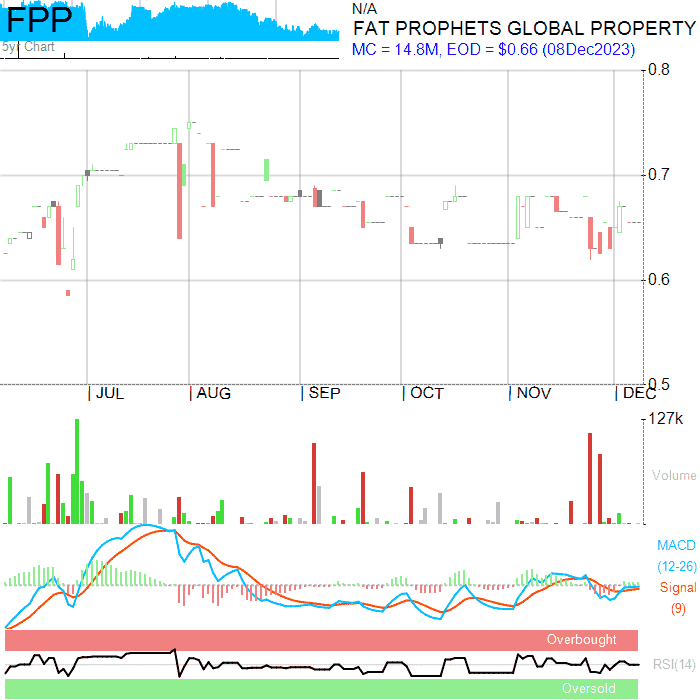 FPP
5yr Chart
N/A
FAT PROPHETS GLOBAL PROPERTY
MC = 14.8M, EOD = $0.66 (08Dec2023)
0.8
0.7
0.6
0.5
JUL AUG SEP OCT NOV DEC
127k
Volume
MACD
(12-26)
Signal
(9)
Overbought
RSI(14)
Oversold